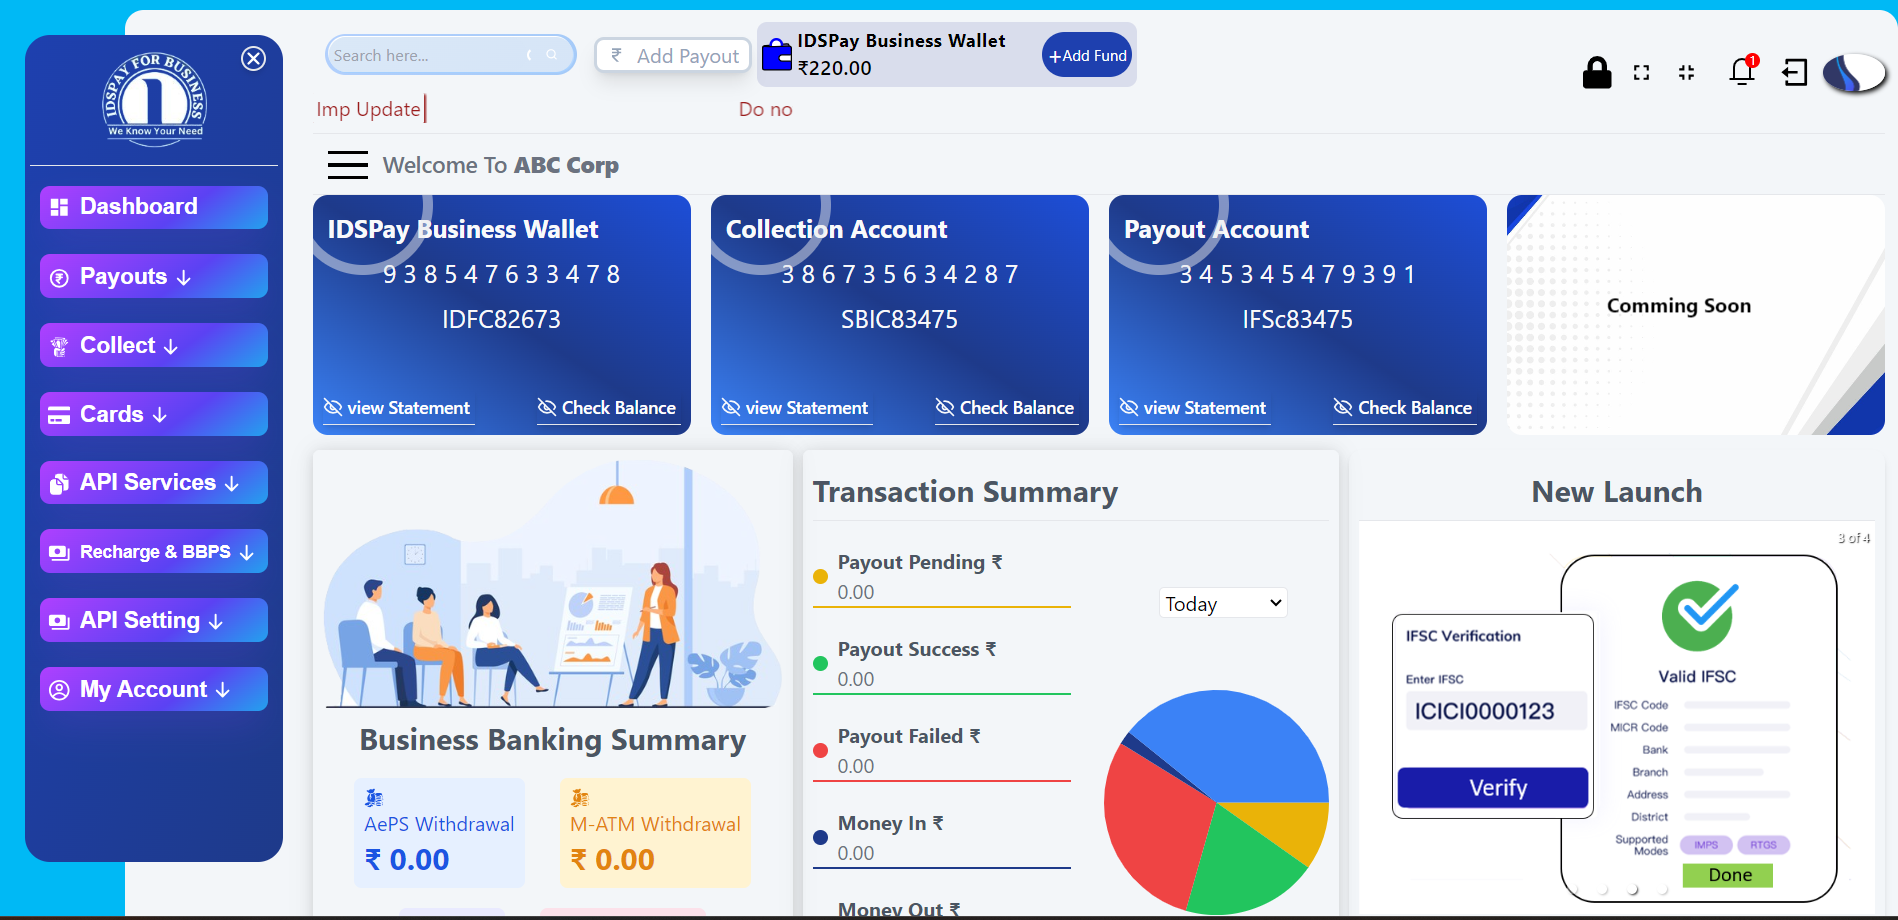 IDSPAY FOR BUSINESS
We Know Your Need
Dashboard
Payouts
Collect
Cards
API Services
Recharge & BBPS
API Setting
My Account
Search here...
₹ Add Payout
IDSPay Business Wallet
₹220.00
+Add Fund
1
Imp Update
Do no
Welcome To ABC Corp
IDSPay Business Wallet
938547633478
IDFC82673
view Statement
Check Balance
Collection Account
386735634287
SBIC83475
view Statement
Check Balance
Payout Account
345345479391
IFSc83475
view Statement
Check Balance
Comming Soon
Business Banking Summary
AePS Withdrawal
₹ 0.00
M-ATM Withdrawal
₹ 0.00
Transaction Summary
Payout Pending ₹
0.00
Today
Payout Success ₹
0.00
Payout Failed ₹
0.00
Money In ₹
0.00
Money Out ₹
New Launch
3 of 4
IFSC Verification
Enter IFSC
ICICI0000123
Verify
Valid IFSC
IFSC Code
MICR Code
Bank
Branch
Address
District
Supported
Modes
IMPS
RTGS
Done